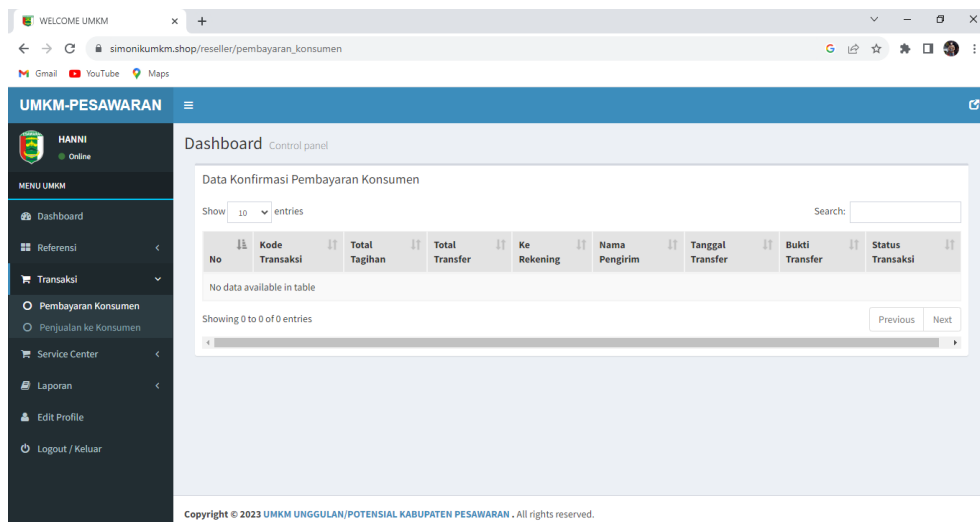 WELCOME UMKM
simonikumkm.shop/reseller/pembayaran_konsumen
Gmail YouTube Maps
UMKM-PESAWARAN
HANNI
Online
MENU UMKM
Dashboard
Referensi
Transaksi
Pembayaran Konsumen
Penjualan ke Konsumen
Service Center
Laporan
Edit Profile
Logout / Keluar
Dashboard Control panel
Data Konfirmasi Pembayaran Konsumen
Show 10 entries Search:
No Kode Transaksi Total Tagihan Total Transfer Ke Rekening Nama Pengirim Tanggal Transfer Bukti Transfer Status Transaksi
No data available in table
Showing 0 to 0 of 0 entries Previous Next
Copyright © 2023 UMKM UNGGULAN/POTENSIAL KABUPATEN PESAWARAN . All rights reserved.